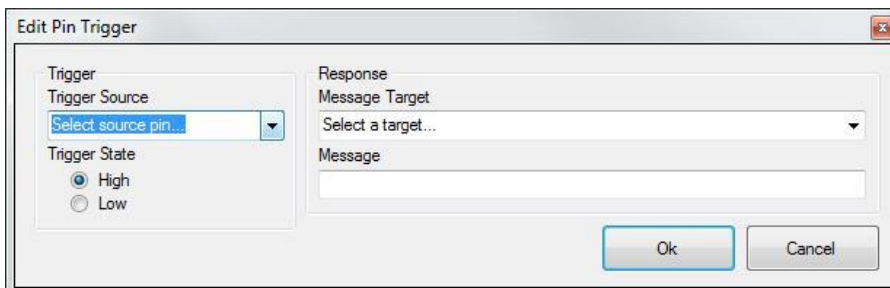 Edit Pin Trigger
Trigger
Trigger Source
Select source pin...
Trigger State
High
Low
Response
Message Target
Select a target...
Message
Ok
Cancel